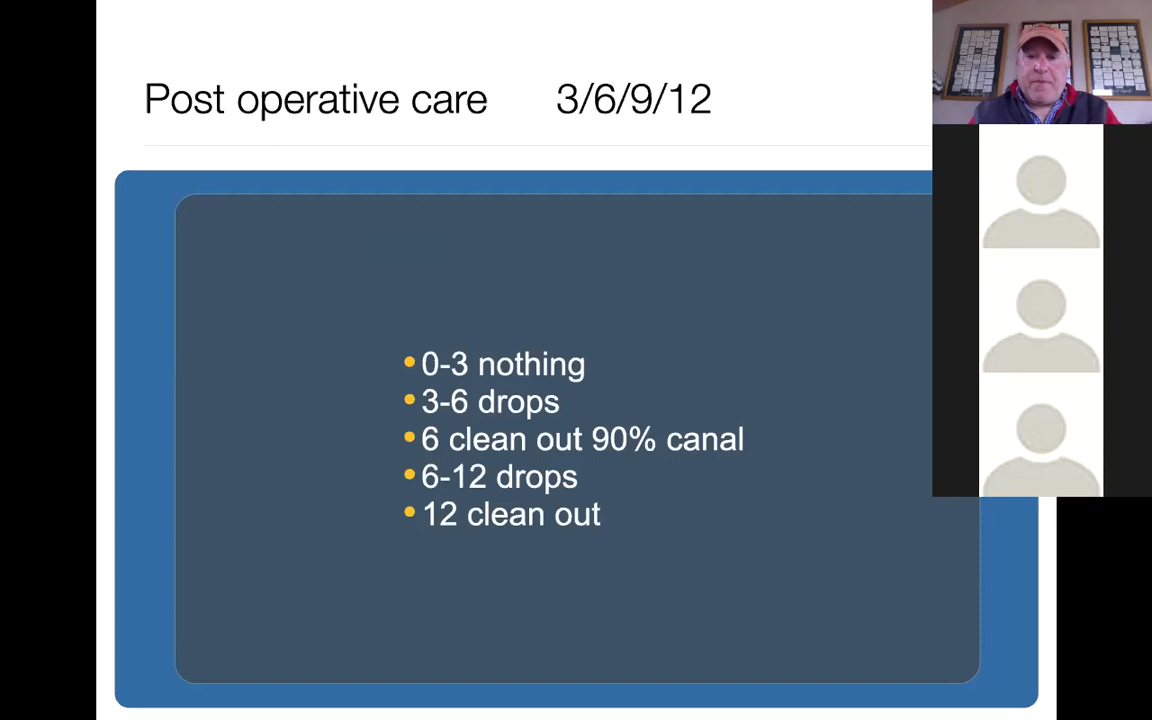 Post operative care 3/6/9/12
•0-3 nothing
•3-6 drops
•6 clean out 90% canal
•6-12 drops
•12 clean out